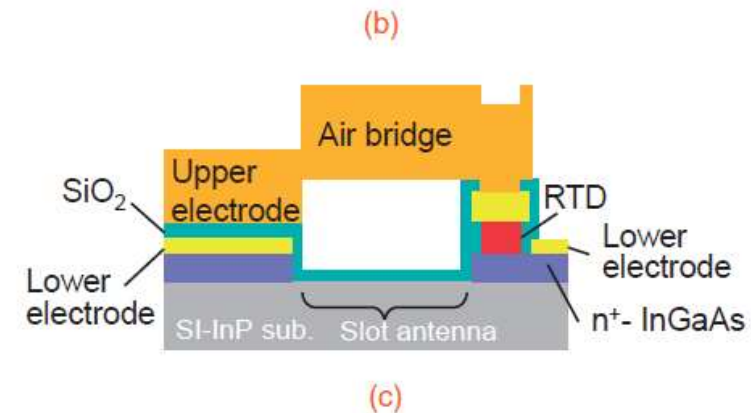 (b)
Air bridge
Upper
electrode
SiO₂
RTD
Lower
electrode
Lower
electrode
n⁺- InGaAs
SI-InP sub.
Slot antenna
(c)